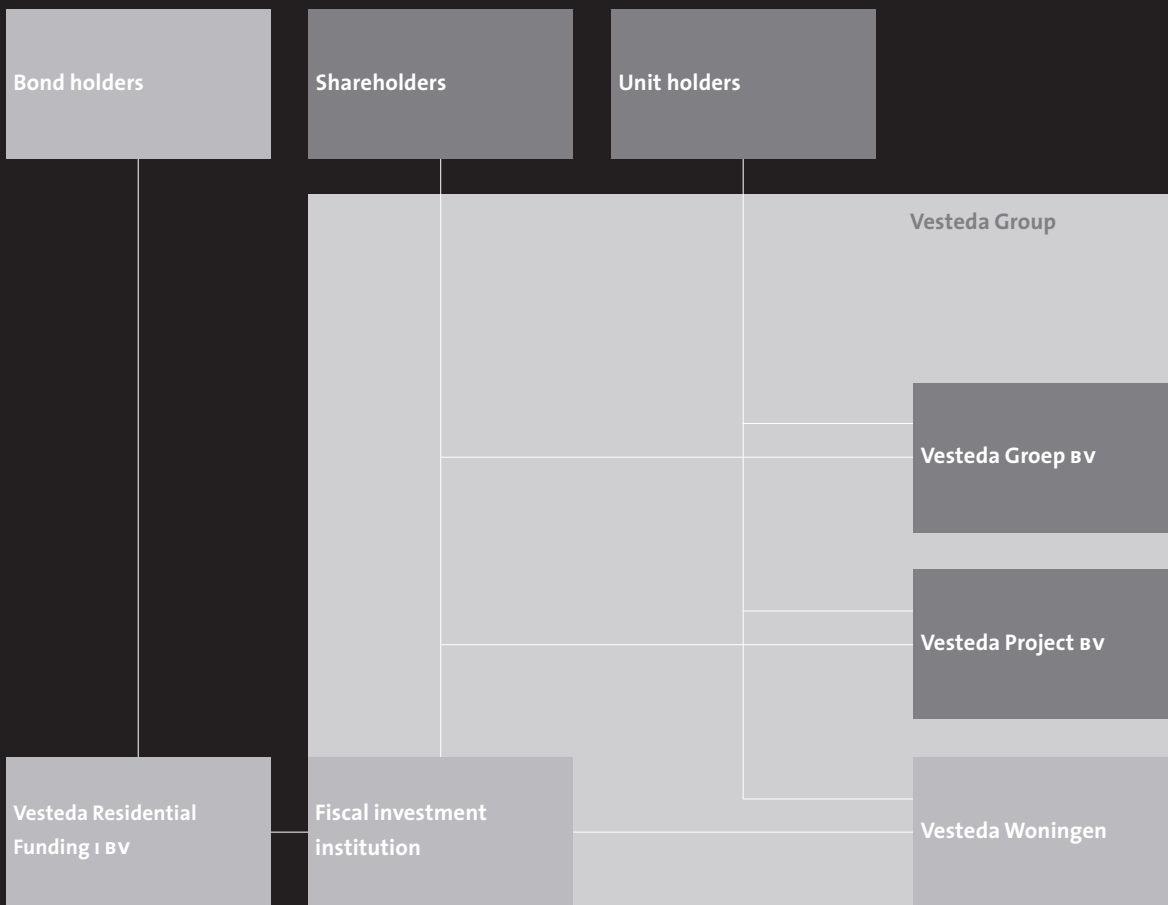 Bond holders
Shareholders
Unit holders
Vesteda Group
Vesteda Groep BV
Vesteda Project BV
Vesteda Residential
Funding I BV
Fiscal investment
institution
Vesteda Woningen